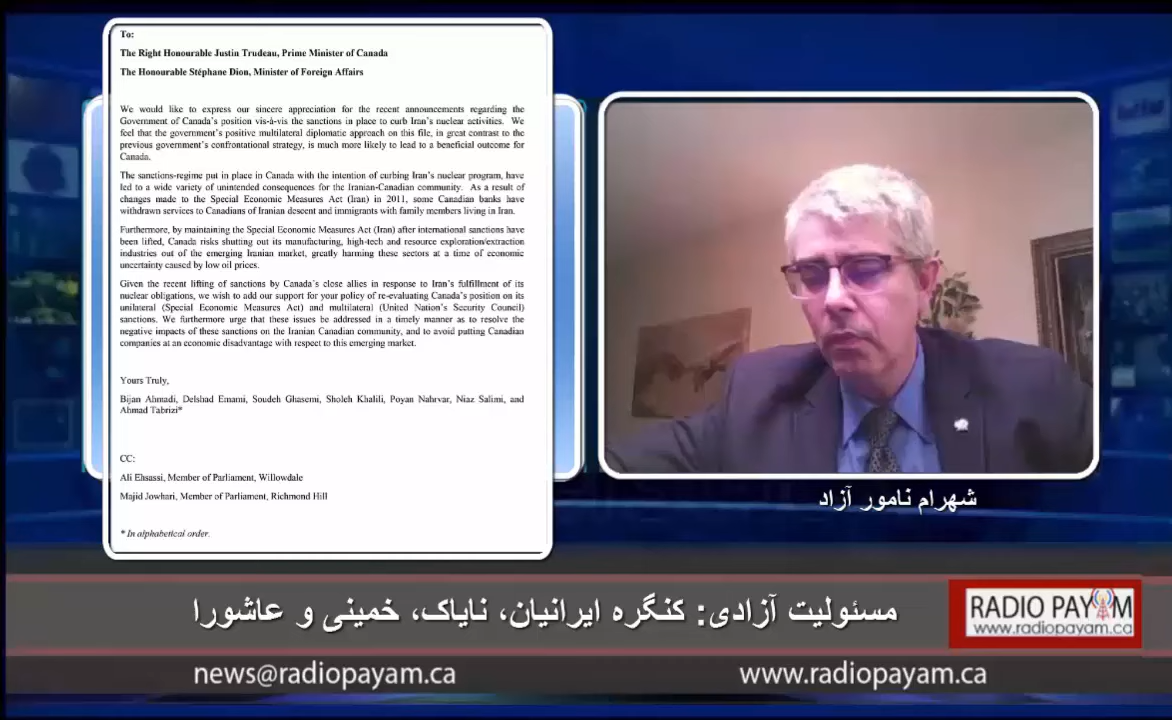 To:
The Right Honourable Justin Trudeau, Prime Minister of Canada
The Honourable Stéphane Dion, Minister of Foreign Affairs
We would like to express our sincere appreciation for the recent announcements regarding the
Government of Canada's position vis-à-vis the sanctions in place to curb Iran's nuclear activities. We
feel that the government's positive multilateral diplomatic approach on this file, in great contrast to the
previous government's confrontational strategy, is much more likely to lead to a beneficial outcome for
Canada.
The sanctions-regime put in place in Canada with the intention of curbing Iran's nuclear program, have
led to a wide variety of unintended consequences for the Iranian-Canadian community. As a result of
changes made to the Special Economic Measures Act (Iran) in 2011, some Canadian banks have
withdrawn services to Canadians of Iranian descent and immigrants with family members living in Iran.
Furthermore, by maintaining the Special Economic Measures Act (Iran) after international sanctions have
been lifted, Canada risks shutting out its manufacturing, high-tech and resource exploration/extraction
industries out of the emerging Iranian market, greatly harming these sectors at a time of economic
uncertainty caused by low oil prices.
Given the recent lifting of sanctions by Canada's close allies in response to Iran's fulfillment of its
nuclear obligations, we wish to add our support for your policy of re-evaluating Canada's position on its
unilateral (Special Economic Measures Act) and multilateral (United Nation's Security Council)
sanctions. We furthermore urge that these issues be addressed in a timely manner as to resolve the
negative impacts of these sanctions on the Iranian Canadian community, and to avoid putting Canadian
companies at an economic disadvantage with respect to this emerging market.
Yours Truly,
Bijan Ahmadi, Delshad Emami, Soudeh Ghasemi, Sholeh Khalili, Poyan Nahrvar, Niaz Salimi, and
Ahmad Tabrizi*
CC:
Ali Ehsassi, Member of Parliament, Willowdale
Majid Jowhari, Member of Parliament, Richmond Hill
* In alphabetical order.
شهرام نامور آزاد
مسئولیت آزادی: کنگره ایرانیان، نایاک، خمینی و عاشورا
RADIO PAYAM
www.radiopayam.ca
news@radiopayam.ca
www.radiopayam.ca